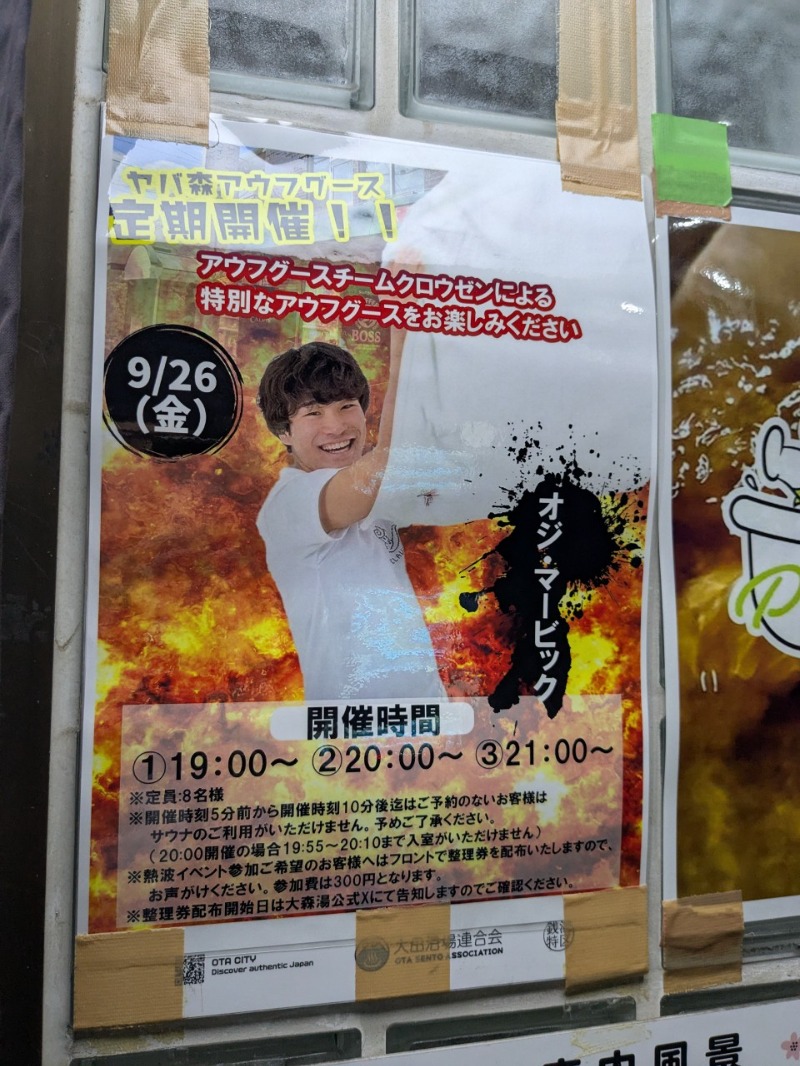 ヤバ森アウフグース
定期開催！！
アウフグースチームクロウゼンによる
特別なアウフグースをお楽しみください
BOSS
9/26
(金)
オジ・マービック
開催時間
①19:00～ ②20:00～ ③21:00～
※定員:8名様
※開催時刻5分前から開催時刻10分後迄はご予約のないお客様は
サウナのご利用がいただけません。予めご了承ください。
(20:00開催の場合19:55～20:10まで入室がいただけません)
※熱波イベント参加ご希望のお客様へはフロントで整理券を配布いたしますので、
お声がけください。参加費は300円となります。
※整理券配布開始日は大森湯公式Xにて告知しますのでご確認ください。
OTA CITY
Discover authentic Japan
大田浴場連合会
OTA SENTO ASSOCIATION
銭湯
特区
内風景